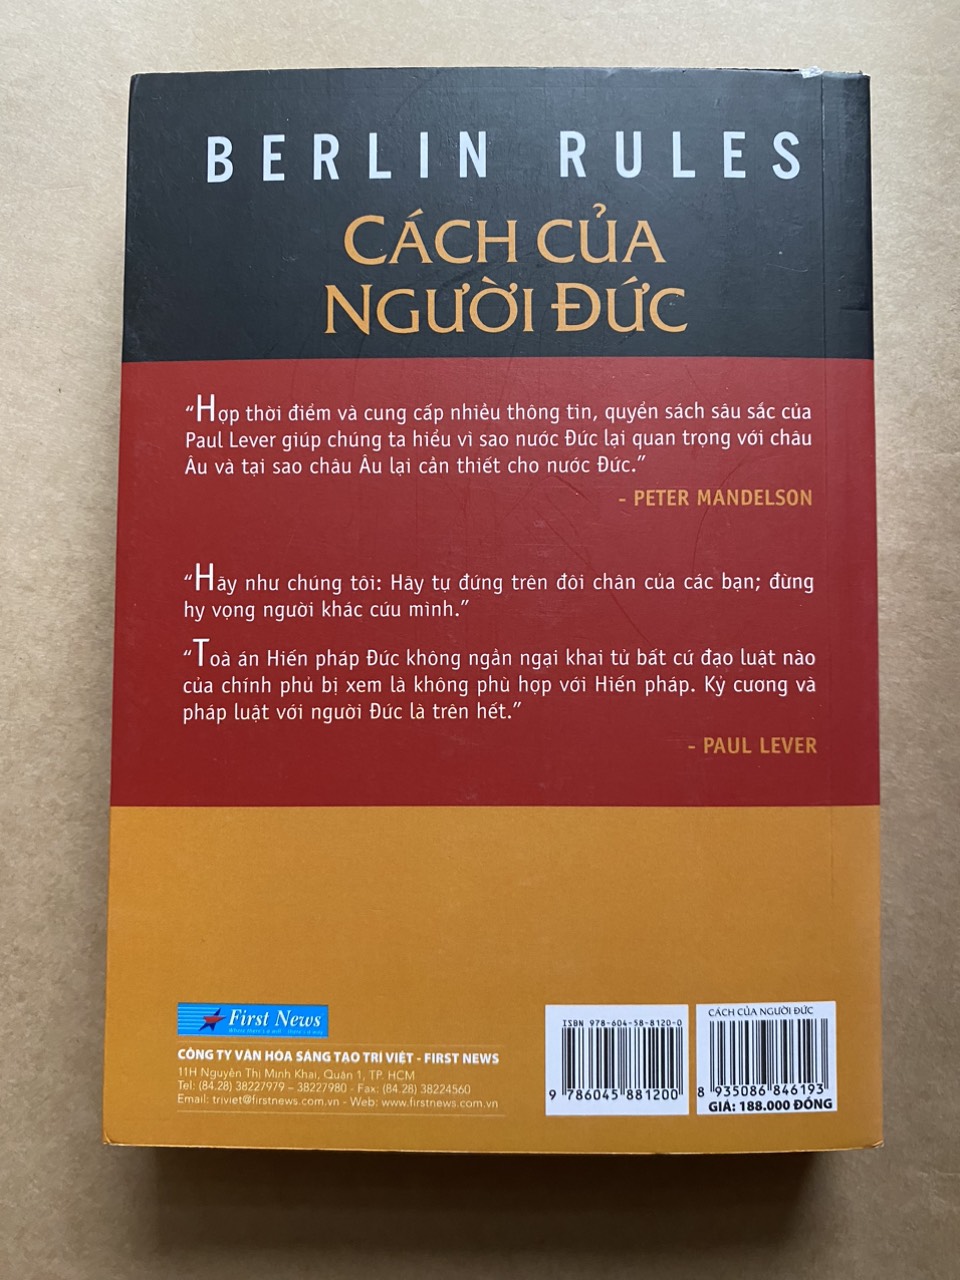 BERLIN RULES
CÁCH CỦA
NGƯỜI ĐỨC
“Hợp thời điểm và cung cấp nhiều thông tin, quyển sách sâu sắc của
Paul Lever giúp chúng ta hiểu vì sao nước Đức lại quan trọng với châu
Âu và tại sao châu Âu lại cần thiết cho nước Đức.”
- PETER MANDELSON
“Hãy như chúng tôi: Hãy tự đứng trên đôi chân của các bạn; đừng
hy vọng người khác cứu mình.”
“Toà án Hiến pháp Đức không ngần ngại khai tử bất cứ đạo luật nào
của chính phủ bị xem là không phù hợp với Hiến pháp. Kỷ cương và
pháp luật với người Đức là trên hết.”
- PAUL LEVER
First News
Where there's a will - there's a way
CÔNG TY VĂN HÓA SÁNG TẠO TRÍ VIỆT - FIRST NEWS
11H Nguyễn Thị Minh Khai, Quận 1, TP. HCM
Tel: (84.28) 38227979 – 38227980 - Fax: (84.28) 38224560
Email: triviet@firstnews.com.vn - Web: www.firstnews.com.vn
ISBN 978-604-58-8120-0
9 786045 881200
CÁCH CỦA NGƯỜI ĐỨC
8 935086 846193
GIÁ: 188.000 ĐỒNG